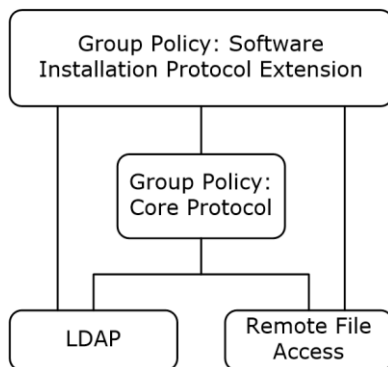 Group Policy: Software
Installation Protocol Extension
Group Policy:
Core Protocol
LDAP
Remote File
Access